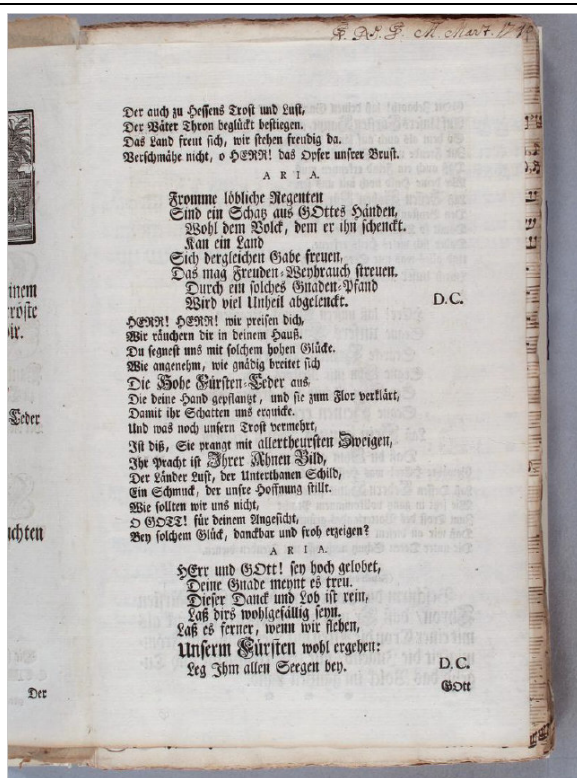 Der auch zu Hessens Trost und Lust,
Der Väter Thron beglückt bestiegen.
Das Land freut sich, wir stehen freudig da.
Verschmähe nicht, o HERR! das Opfer unsrer Brust.
ARIA.
Fromme löbliche Regenten
Sind ein Schatz aus GOttes Händen,
Wohl dem Volck, dem er ihn schenckt.
Kan ein Land
Sich dergleichen Gabe freuen,
Das mag Freuden-Weyhrauch streuen.
Durch ein solches Gnaden-Pfand
Wird viel Unheil abgelenckt. D.C.
HERR! HERR! wir preisen dich,
Wir räuchern dir in deinem Hauß.
Du segnest uns mit solchem hohen Glücke.
Wie angenehm, wie gnädig breitet sich
Die Hohe Fürsten-Ceder aus,
Die deine Hand gepflantzt, und sie zum Flor verklärt,
Damit ihr Schatten uns erquicke.
Und was noch unsern Trost vermehrt,
Ist diß, Sie prangt mit allertheursten Zweigen,
Ihr Pracht ist Ihrer Ahnen Bild,
Der Länder Lust, der Unterthanen Schild,
Ein Schmuck, der unsre Hoffnung stillt.
Wie sollten wir uns nicht,
O GOTT! für deinem Angesicht,
Bey solchem Glück, danckbar und froh erzeigen?
ARIA.
HErr und GOtt! sey hoch gelobet,
Deine Gnade meynt es treu.
Dieser Danck und Lob ist rein,
Laß dirs wohlgefällig seyn.
Laß es ferner, wenn wir flehen,
Unserm Fürsten wohl ergehen:
Leg Ihm allen Seegen bey. D.C.
GOtt
Ceder
Der